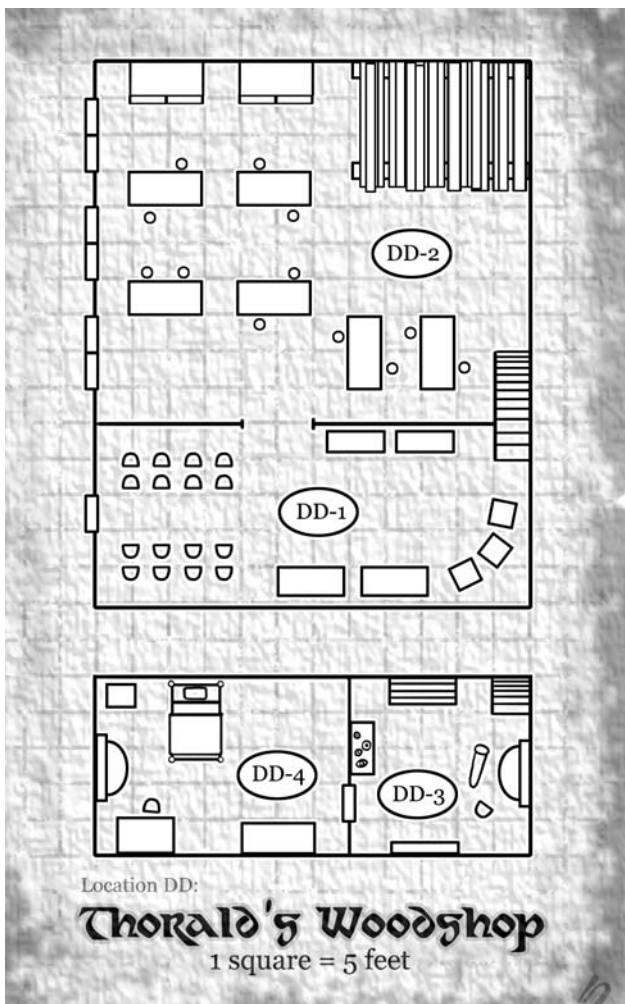 DD-2
DD-1
DD-4
DD-3
Location DD:
Thorald's Woodshop
1 square = 5 feet